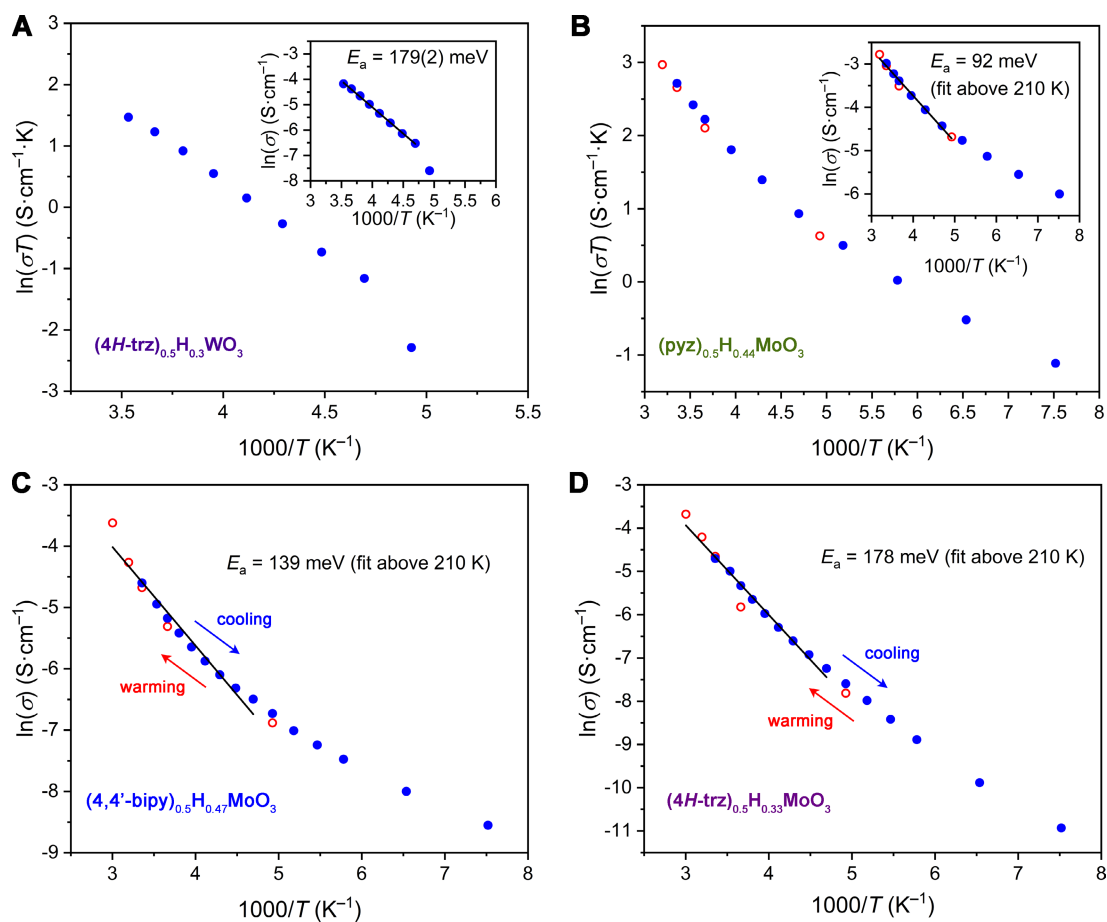 A
ln(σT) (S·cm⁻¹·K)
3
2
1
0
-1
-2
-3
3.5
4
4.5
5
5.5
1000/T (K⁻¹)
(4H-trz)₀.₅H₀.₃WO₃
Eₐ = 179(2) meV
ln(σ) (S·cm⁻¹)
-3
-4
-5
-6
-7
-8
3 3.5 4 4.5 5 5.5 6
1000/T (K⁻¹)
B
ln(σT) (S·cm⁻¹·K)
3
2
1
0
-1
3 3.5 4 4.5 5 5.5 6 6.5 7 7.5 8
1000/T (K⁻¹)
(pyz)₀.₅H₀.₄₄MoO₃
Eₐ = 92 meV
(fit above 210 K)
ln(σ) (S·cm⁻¹)
-3
-4
-5
-6
3 4 5 6 7 8
1000/T (K⁻¹)
C
ln(σ) (S·cm⁻¹)
-3
-4
-5
-6
-7
-8
-9
3 4 5 6 7 8
1000/T (K⁻¹)
Eₐ = 139 meV (fit above 210 K)
cooling
warming
(4,4'-bipy)₀.₅H₀.₄₇MoO₃
D
ln(σ) (S·cm⁻¹)
-3
-4
-5
-6
-7
-8
-9
-10
-11
3 4 5 6 7 8
1000/T (K⁻¹)
Eₐ = 178 meV (fit above 210 K)
cooling
warming
(4H-trz)₀.₅H₀.₃₃MoO₃